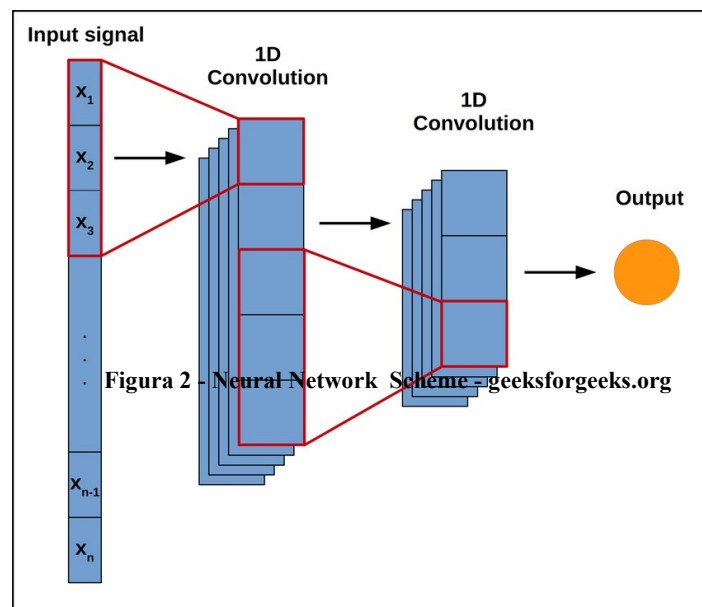 Input signal
1D
Convolution
1D
Convolution
Output
x1
x2
x3
.
.
.
Figura 2 - Neural Network Scheme - geeksforgeeks.org
xn-1
xn